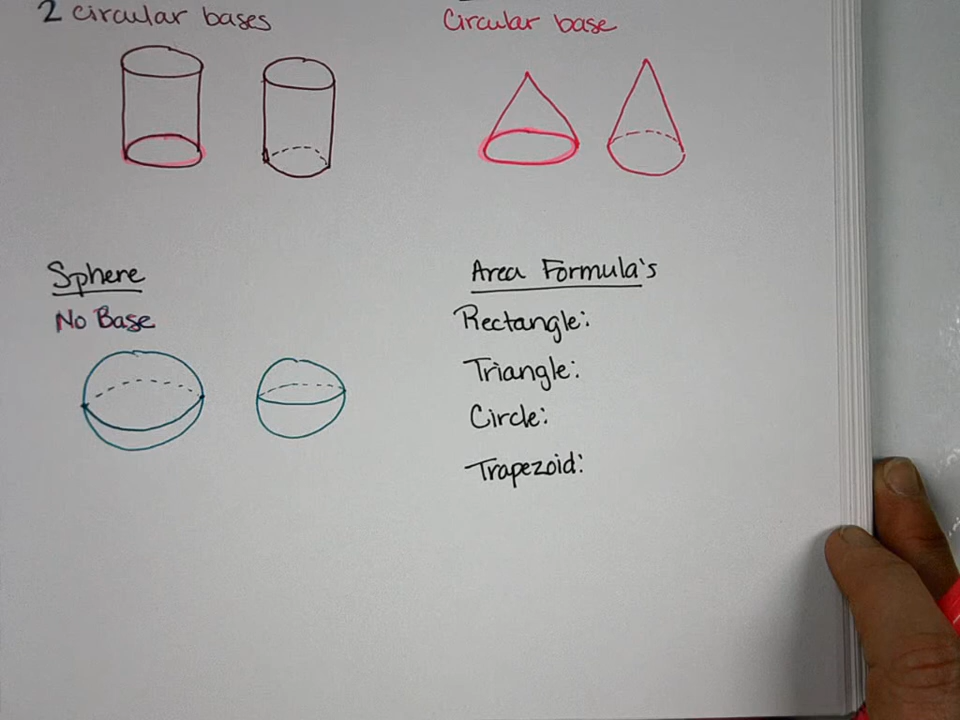 2 circular bases
Circular base
Sphere
No Base
Area Formula's
Rectangle:
Triangle:
Circle:
Trapezoid: